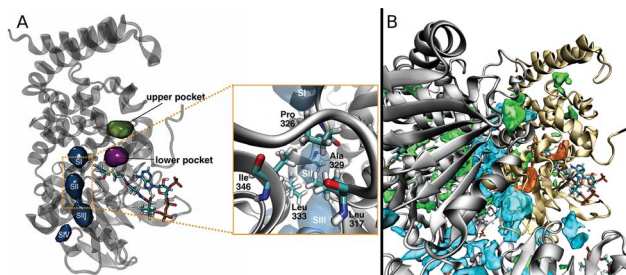 A
upper pocket
lower pocket
SI
SII
SIII
SIV
SI
Pro
326
Ala
329
SII
Ile
346
Leu
333
SIII
Leu
317
B